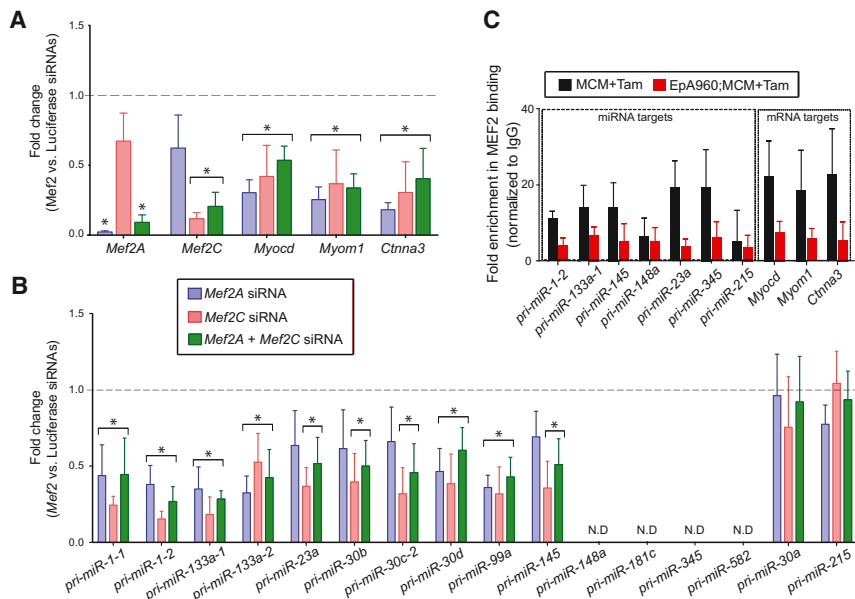 A
Fold change
(Mef2 vs. Luciferase siRNAs)
1.5
1.0
0.5
0.0
* * * * * *
Mef2A Mef2C Myocd Myom1 Ctnna3
C
MCM+Tam EpA960;MCM+Tam
Fold enrichment in MEF2 binding
(normalized to IgG)
40
20
0
miRNA targets mRNA targets
pri-miR-1-2 pri-miR-133a-1 pri-miR-145 pri-miR-148a pri-miR-23a pri-miR-345 pri-miR-215 Myocd Myom1 Ctnna3
B
Mef2A siRNA
Mef2C siRNA
Mef2A + Mef2C siRNA
Fold change
(Mef2 vs. Luciferase siRNAs)
1.5
1.0
0.5
0.0
* * * * * * * * * *
N.D N.D N.D N.D
pri-miR-1-1 pri-miR-1-2 pri-miR-133a-1 pri-miR-133a-2 pri-miR-23a pri-miR-30b pri-miR-30c-2 pri-miR-30d pri-miR-99a pri-miR-145 pri-miR-148a pri-miR-181c pri-miR-345 pri-miR-582 pri-miR-30a pri-miR-215